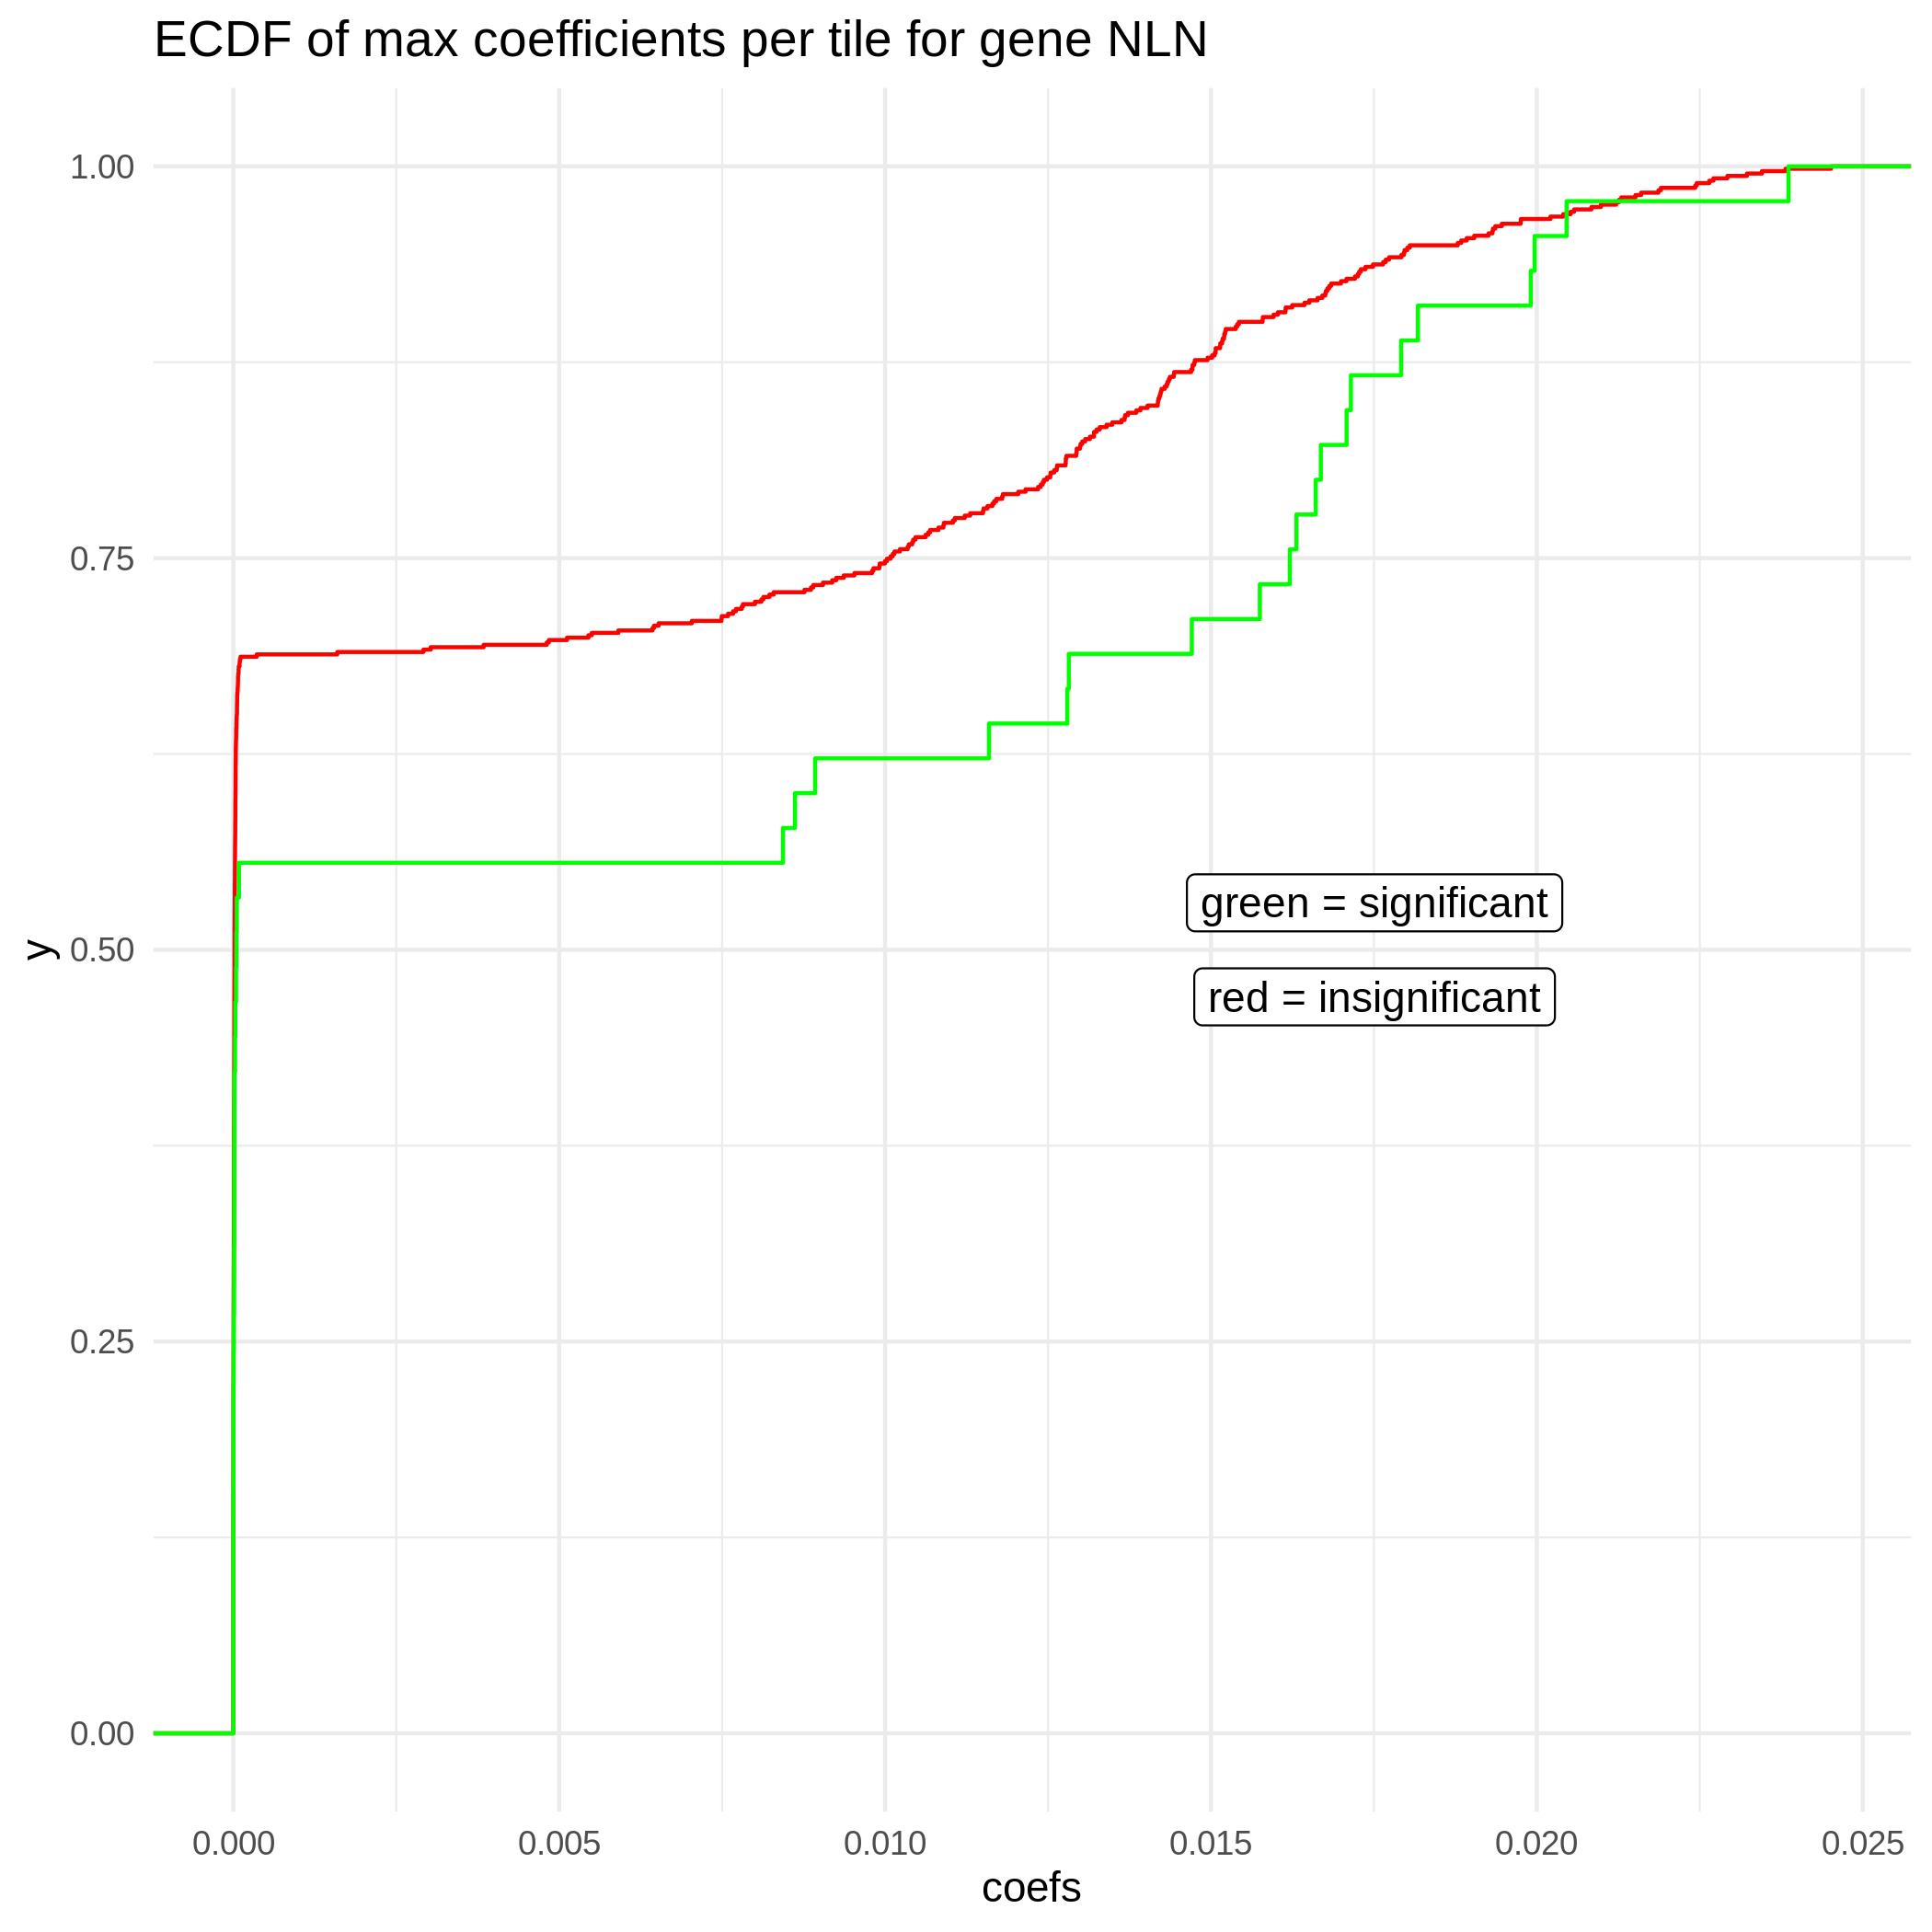 ECDF of max coefficients per tile for gene NLN
1.00
0.75
0.50
0.25
0.00
y
green = significant
red = insignificant
0.000 0.005 0.010 0.015 0.020 0.025
coefs